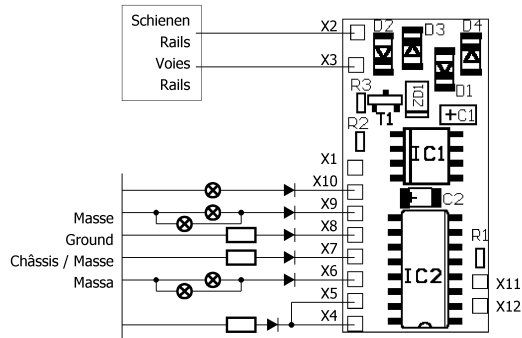 Schienen
Rails
Voies
Rails
X2
X3
D2
D3
D4
D1
R3
ZD1
T1
+C1
R2
IC1
X1
X10
C2
X9
Masse
X8
Ground
R1
X7
Châssis / Masse
X6
IC2
Massa
X11
X5
X12
X4